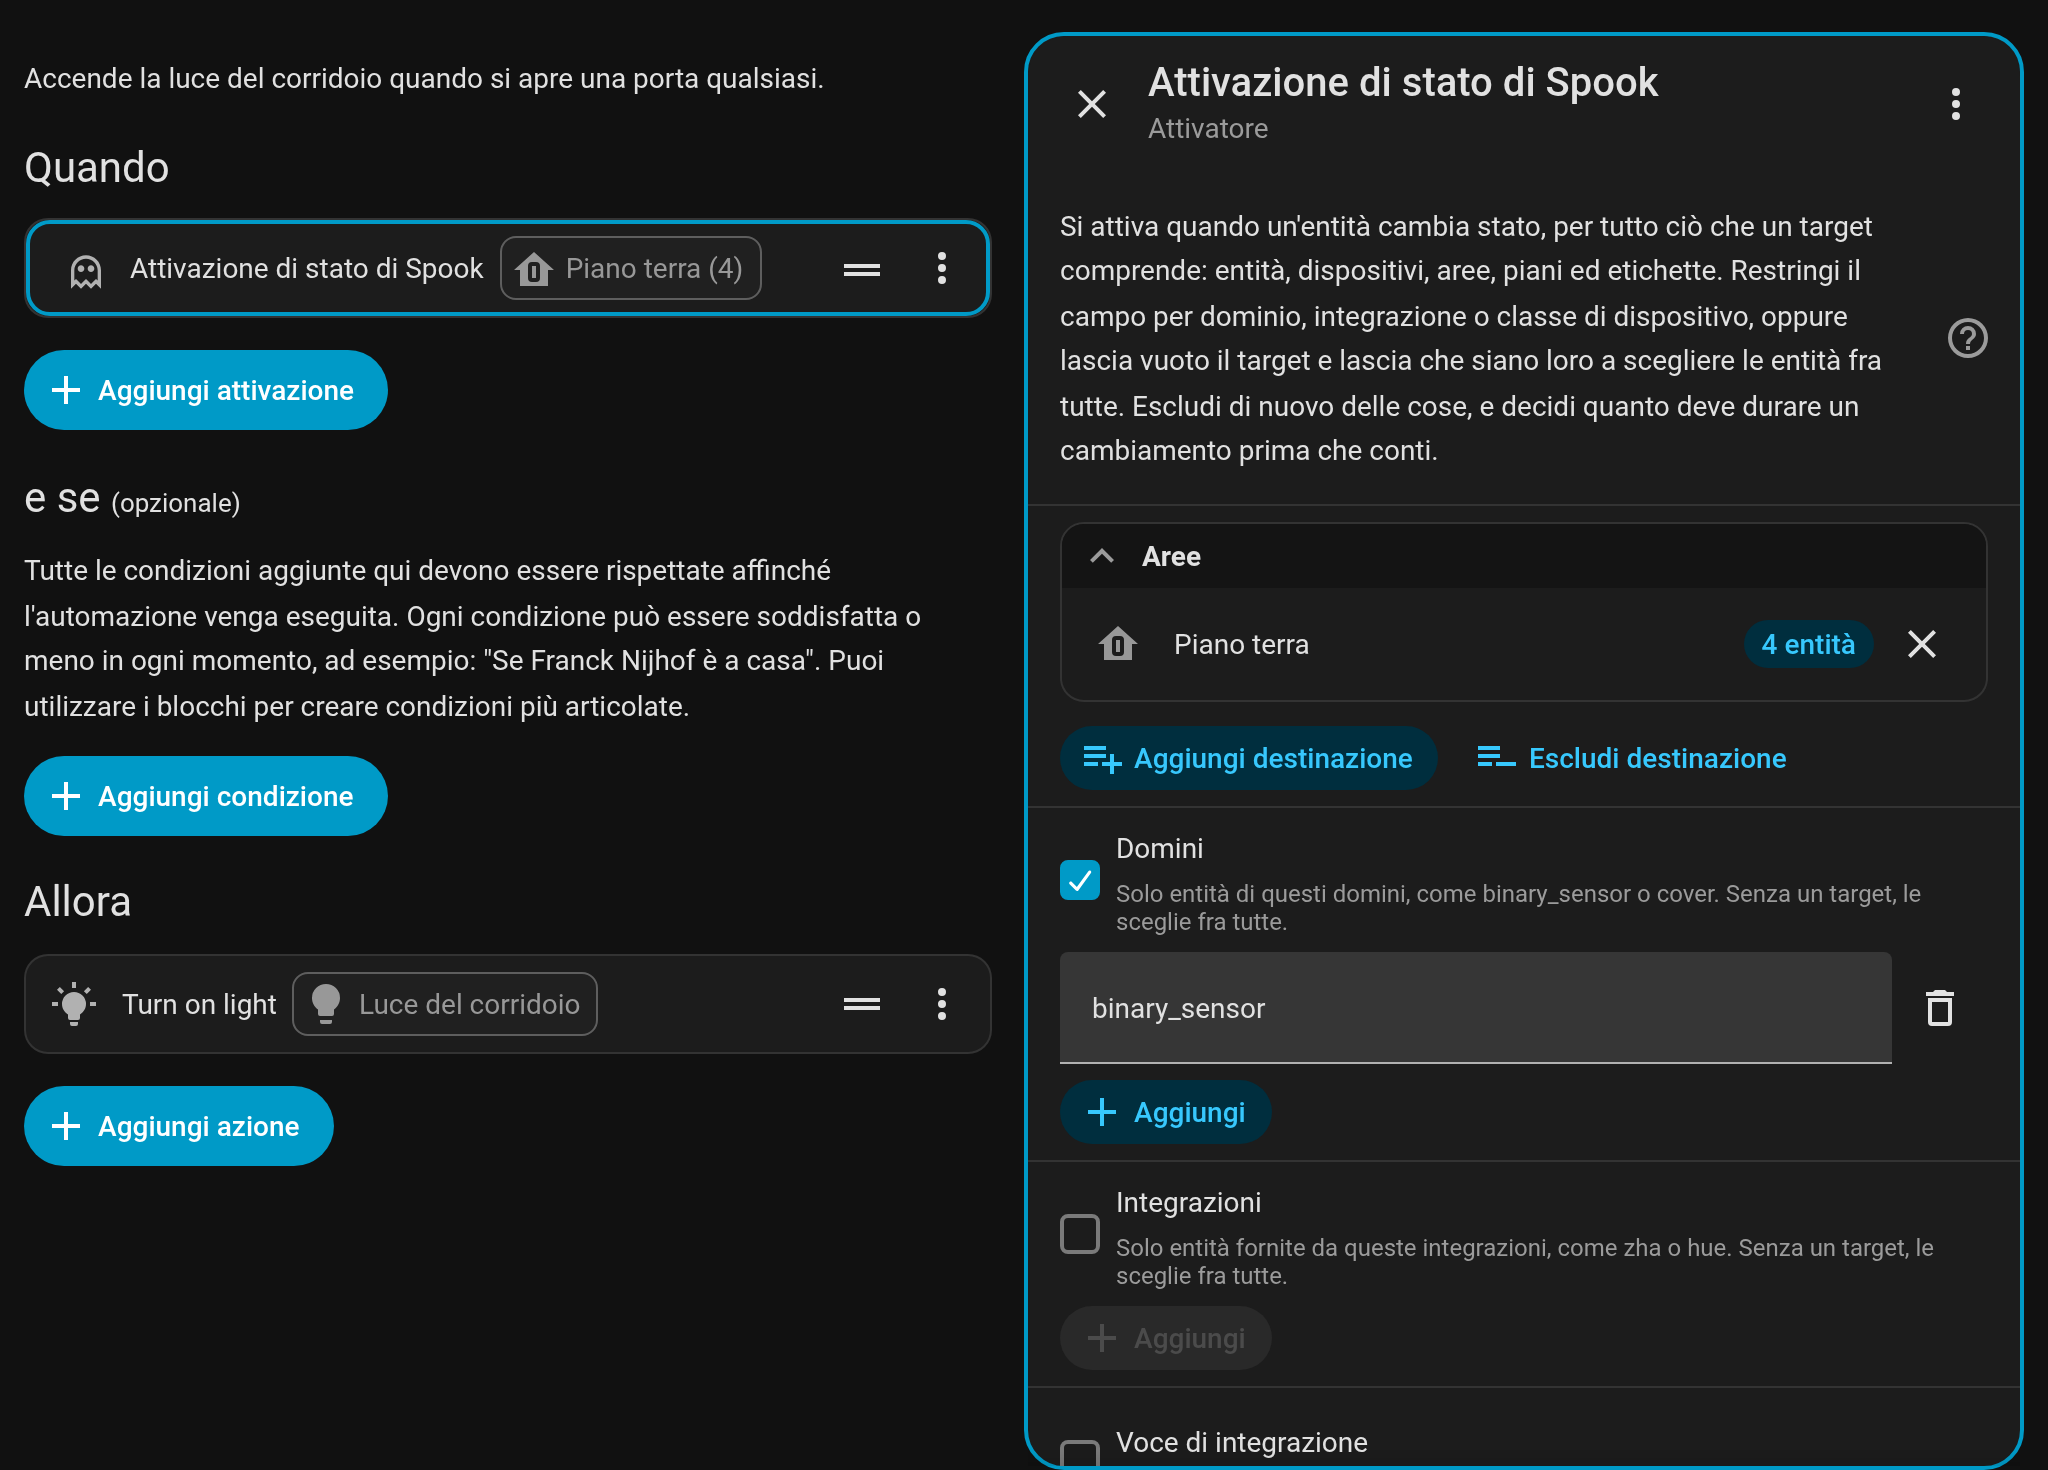 Accende la luce del corridoio quando si apre una porta qualsiasi.
Quando
Attivazione di stato di Spook
Piano terra (4)
Aggiungi attivazione
e se (opzionale)
Tutte le condizioni aggiunte qui devono essere rispettate affinché
l'automazione venga eseguita. Ogni condizione può essere soddisfatta o
meno in ogni momento, ad esempio: "Se Franck Nijhof è a casa". Puoi
utilizzare i blocchi per creare condizioni più articolate.
Aggiungi condizione
Allora
Turn on light
Luce del corridoio
Aggiungi azione
Attivazione di stato di Spook
Attivatore
Si attiva quando un'entità cambia stato, per tutto ciò che un target
comprende: entità, dispositivi, aree, piani ed etichette. Restringi il
campo per dominio, integrazione o classe di dispositivo, oppure
lascia vuoto il target e lascia che siano loro a scegliere le entità fra
tutte. Escludi di nuovo delle cose, e decidi quanto deve durare un
cambiamento prima che conti.
Aree
Piano terra
4 entità
Aggiungi destinazione
Escludi destinazione
Domini
Solo entità di questi domini, come binary_sensor o cover. Senza un target, le
sceglie fra tutte.
binary_sensor
Aggiungi
Integrazioni
Solo entità fornite da queste integrazioni, come zha o hue. Senza un target, le
sceglie fra tutte.
Aggiungi
Voce di integrazione